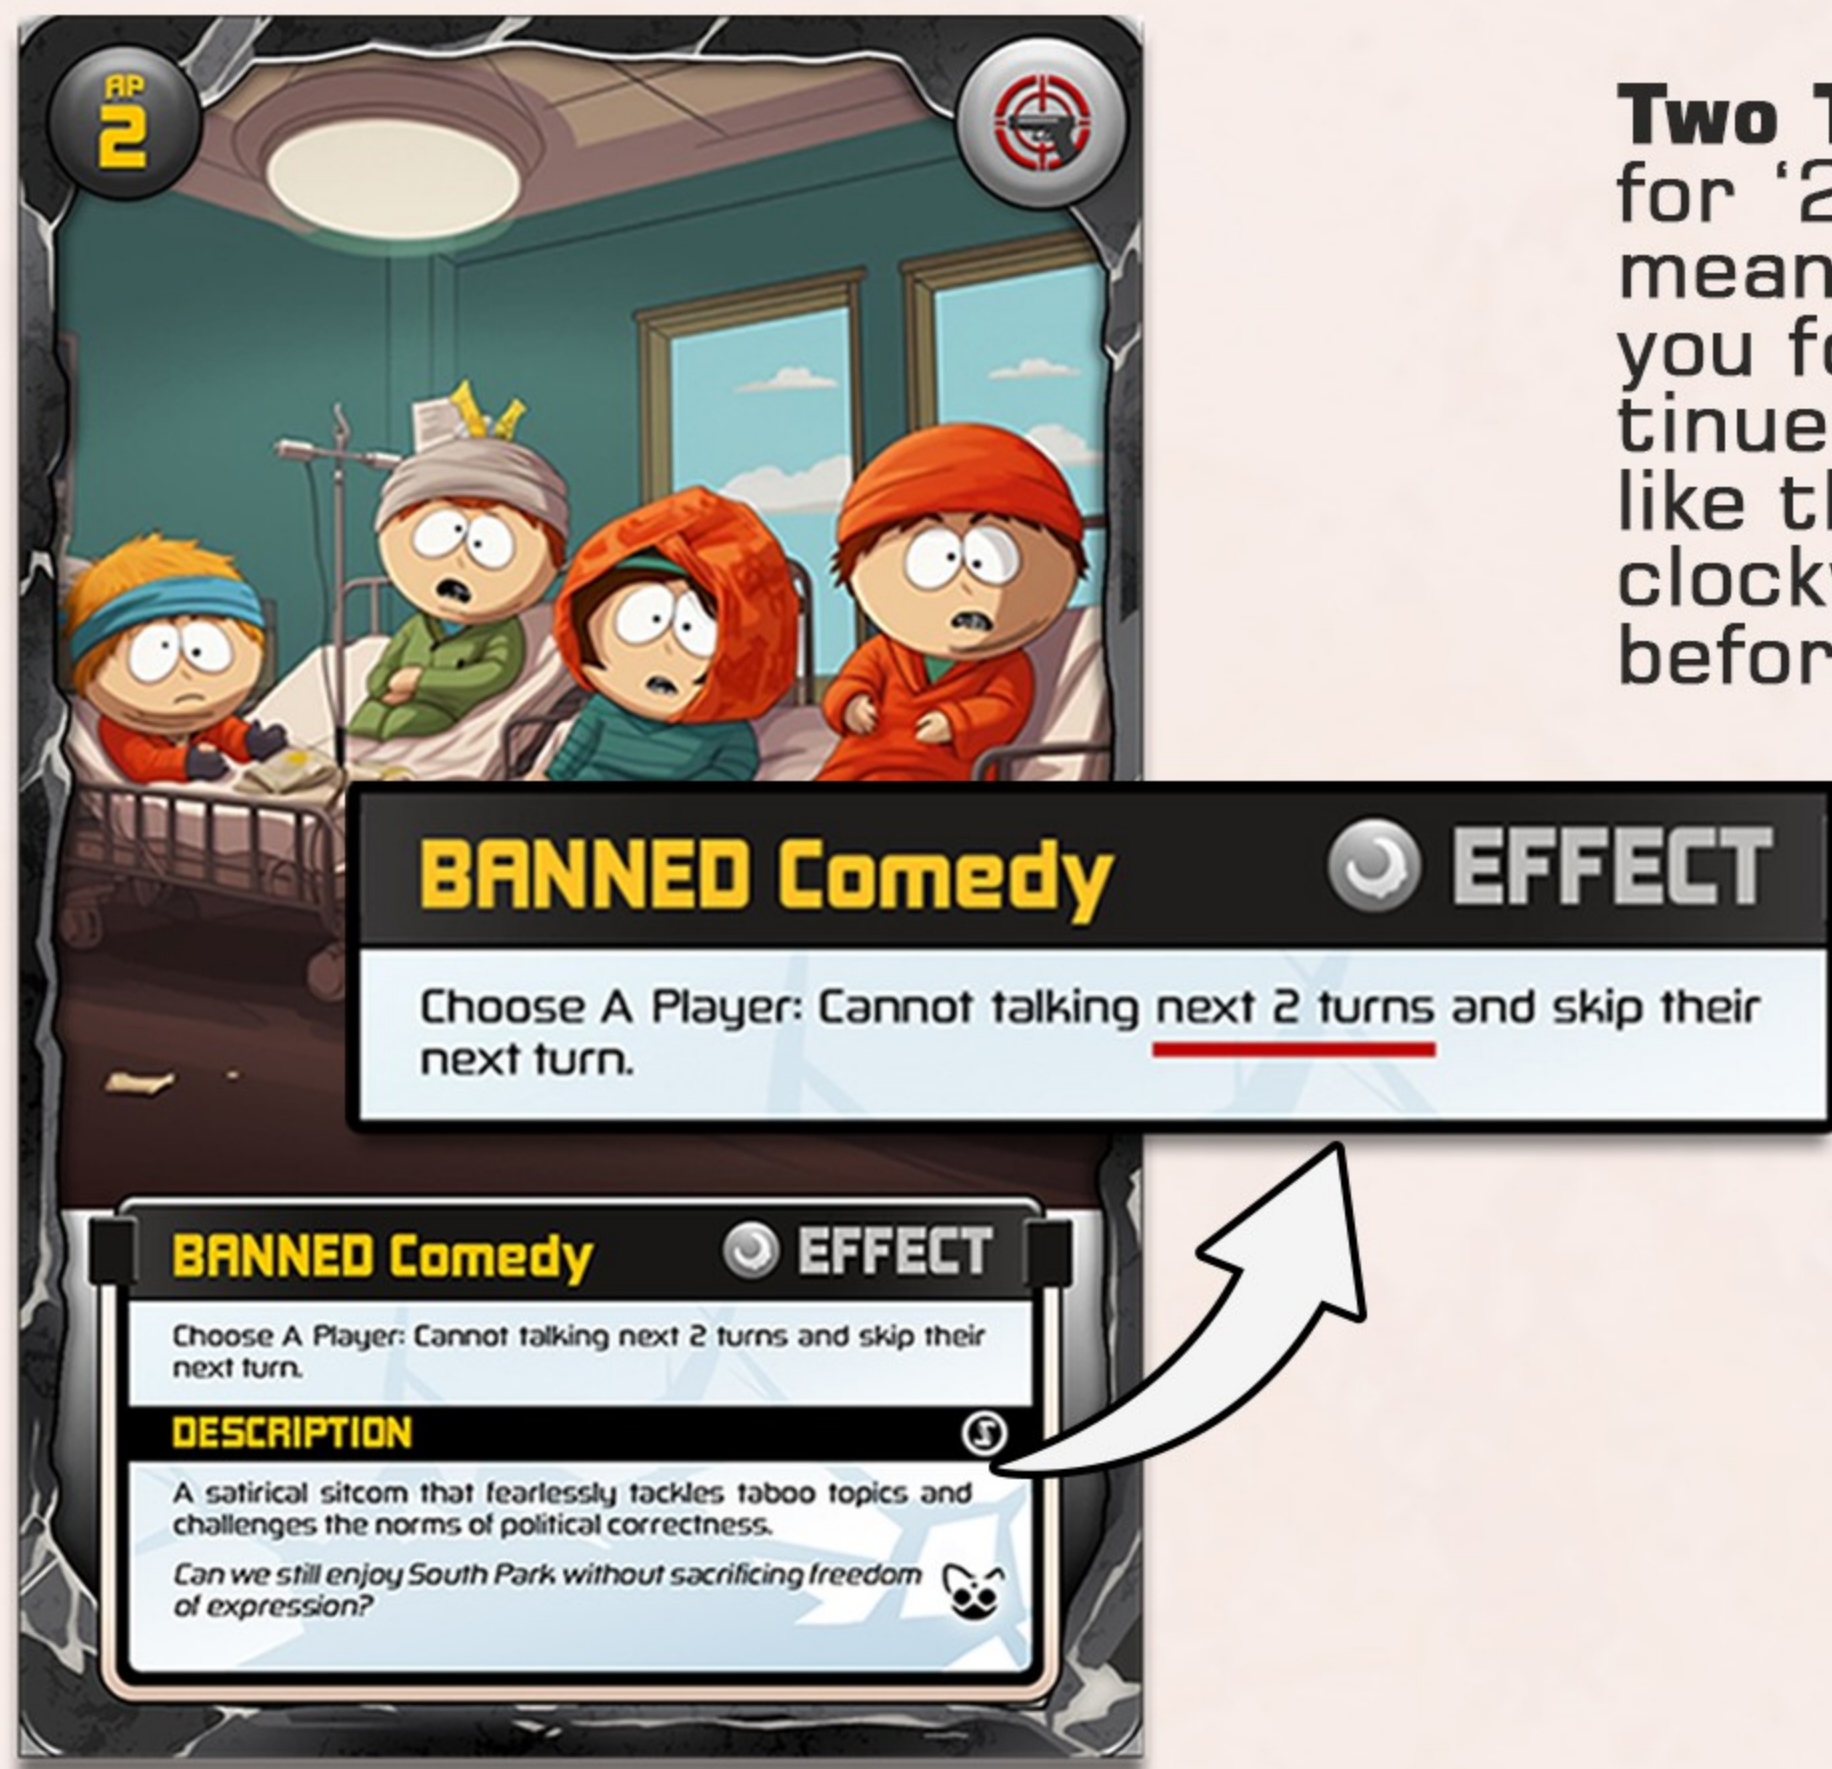 AP
2
Two
for '2
mean
you fo
tinue
like th
clock
befor
BANNED Comedy EFFECT
Choose A Player: Cannot talking next 2 turns and skip their
next turn.
BANNED Comedy EFFECT
Choose A Player: Cannot talking next 2 turns and skip their
next turn.
DESCRIPTION
A satirical sitcom that fearlessly tackles taboo topics and
challenges the norms of political correctness.
Can we still enjoy South Park without sacrificing freedom
of expression?